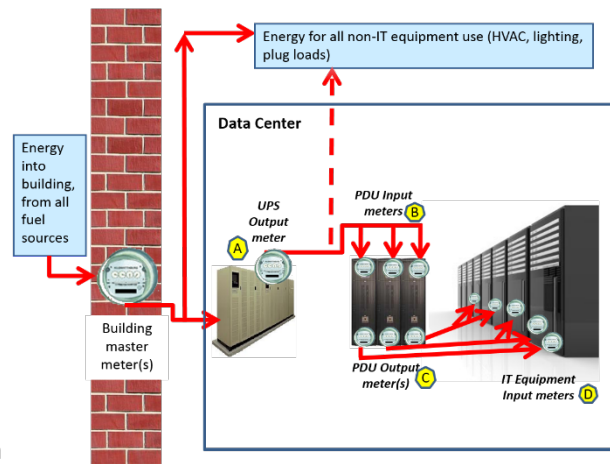 Energy for all non-IT equipment use (HVAC, lighting,
plug loads)
Data Center
Energy
into
building,
from all
fuel
sources
UPS
Output
meter
A
PDU Input
meters
B
Building
master
meter(s)
PDU Output
meter(s)
C
IT Equipment
Input meters
D